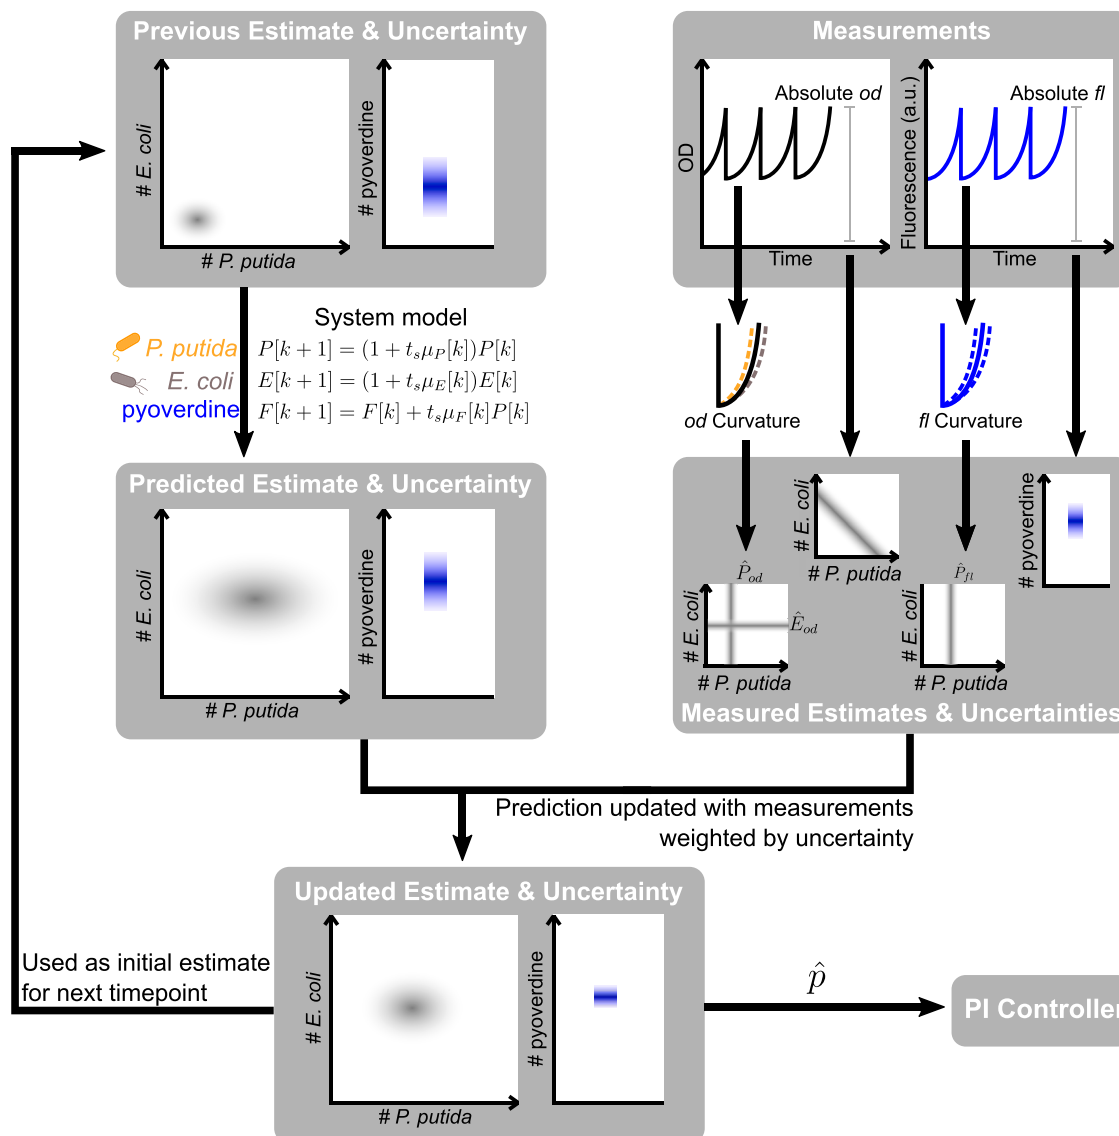 Previous Estimate & Uncertainty
# E. coli
# P. putida
# pyoverdine
Measurements
OD
Absolute od
Time
Fluorescence (a.u.)
Absolute fl
Time
System model
P. putida P[k + 1] = (1 + t_sμ_P[k])P[k]
E. coli E[k + 1] = (1 + t_sμ_E[k])E[k]
pyoverdine F[k + 1] = F[k] + t_sμ_F[k]P[k]
od Curvature
fl Curvature
Predicted Estimate & Uncertainty
# E. coli
# P. putida
# pyoverdine
# E. coli
# P. putida
# pyoverdine
P̂_od
Ê_od
# E. coli
# P. putida
P̂_fl
# E. coli
# P. putida
Measured Estimates & Uncertainties
Prediction updated with measurements
weighted by uncertainty
Updated Estimate & Uncertainty
# E. coli
# P. putida
# pyoverdine
Used as initial estimate
for next timepoint
p̂
PI Controller